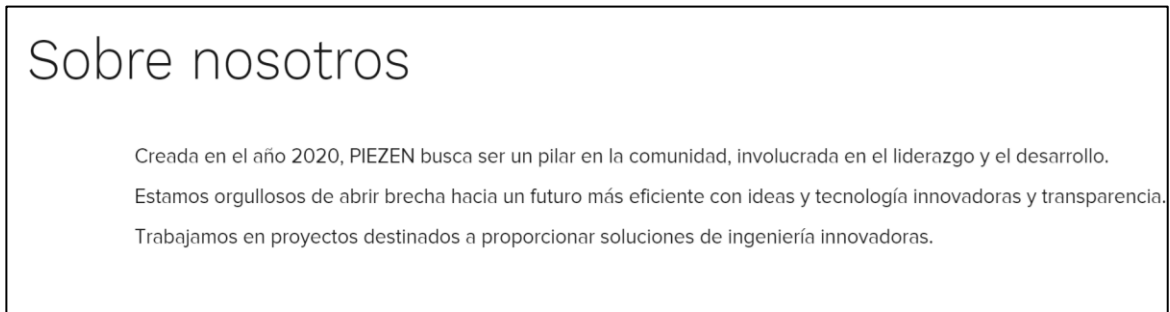 Sobre nosotros
Creada en el año 2020, PIEZEN busca ser un pilar en la comunidad, involucrada en el liderazgo y el desarrollo.
Estamos orgullosos de abrir brecha hacia un futuro más eficiente con ideas y tecnología innovadoras y transparencia.
Trabajamos en proyectos destinados a proporcionar soluciones de ingeniería innovadoras.